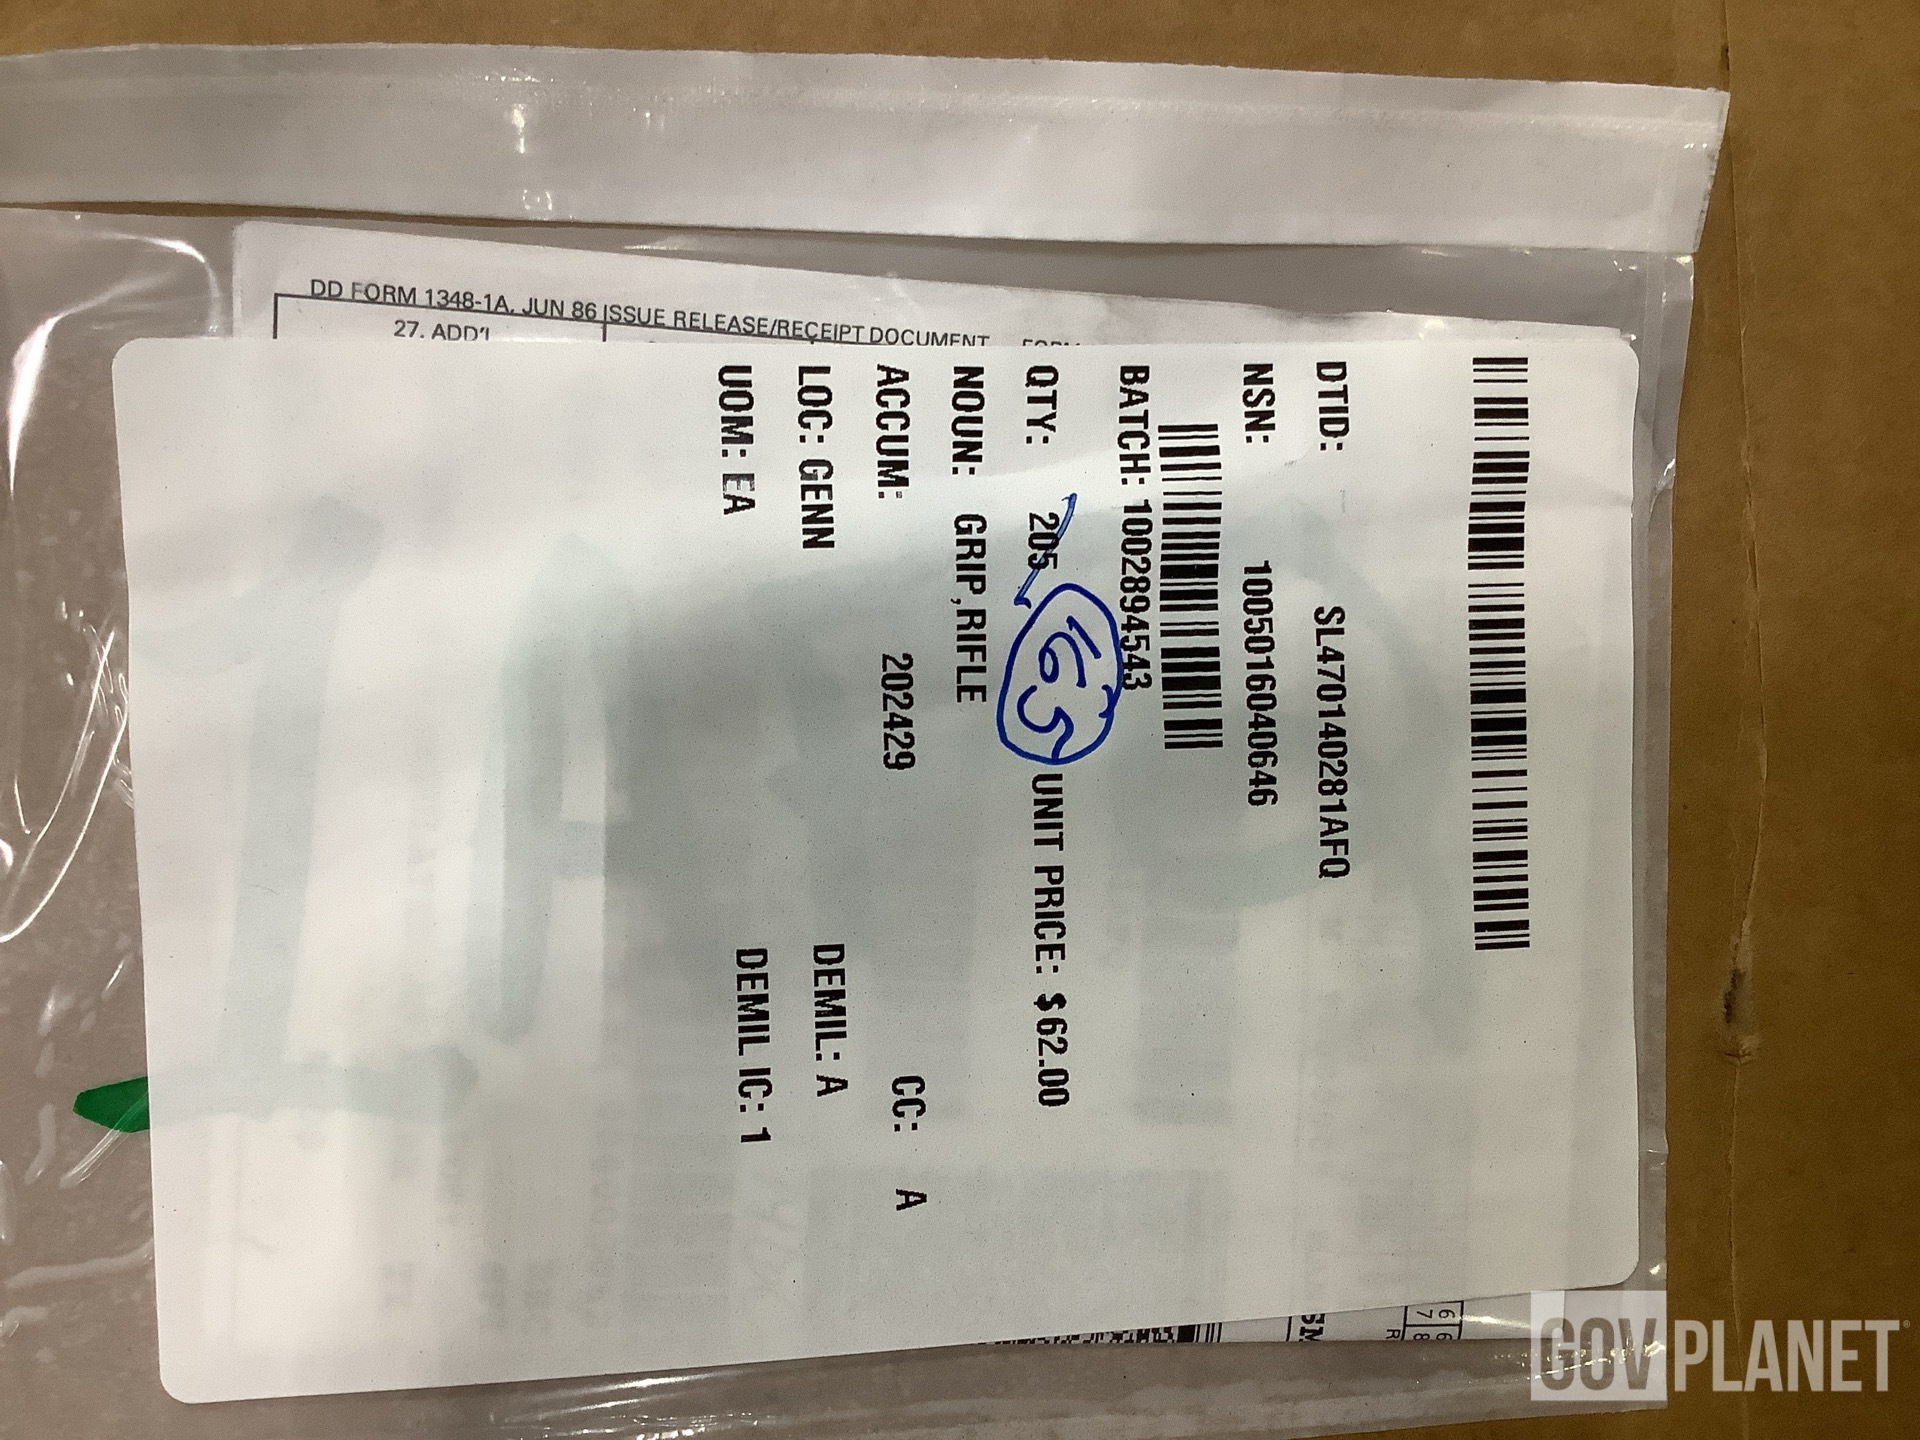 DD FORM 1348-1A, JUN 86 ISSUE RELEASE/RECEIPT DOCUMENT
27. ADD'L
DTID: SL470140281AFQ
NSN: 1005016040646
BATCH: 1002894543
QTY: 205 165 UNIT PRICE: $62.00
NOUN: GRIP,RIFLE
ACCUM: 202429 CC: A
LOC: GENN DEMIL: A
UOM: EA DEMIL IC: 1
GOVPLANET